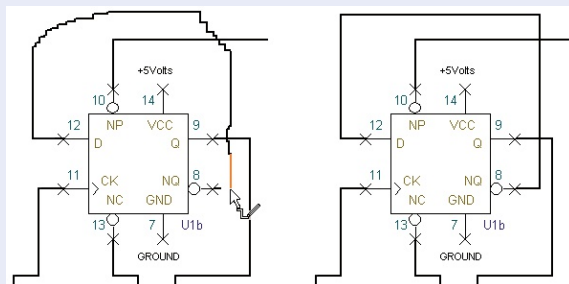 +5Volts
10 14
12 NP VCC 9
D Q
11 CK NQ 8
NC GND
13 7 U1b
GROUND
+5Volts
10 14
12 NP VCC 9
D Q
11 CK NQ 8
NC GND
13 7 U1b
GROUND